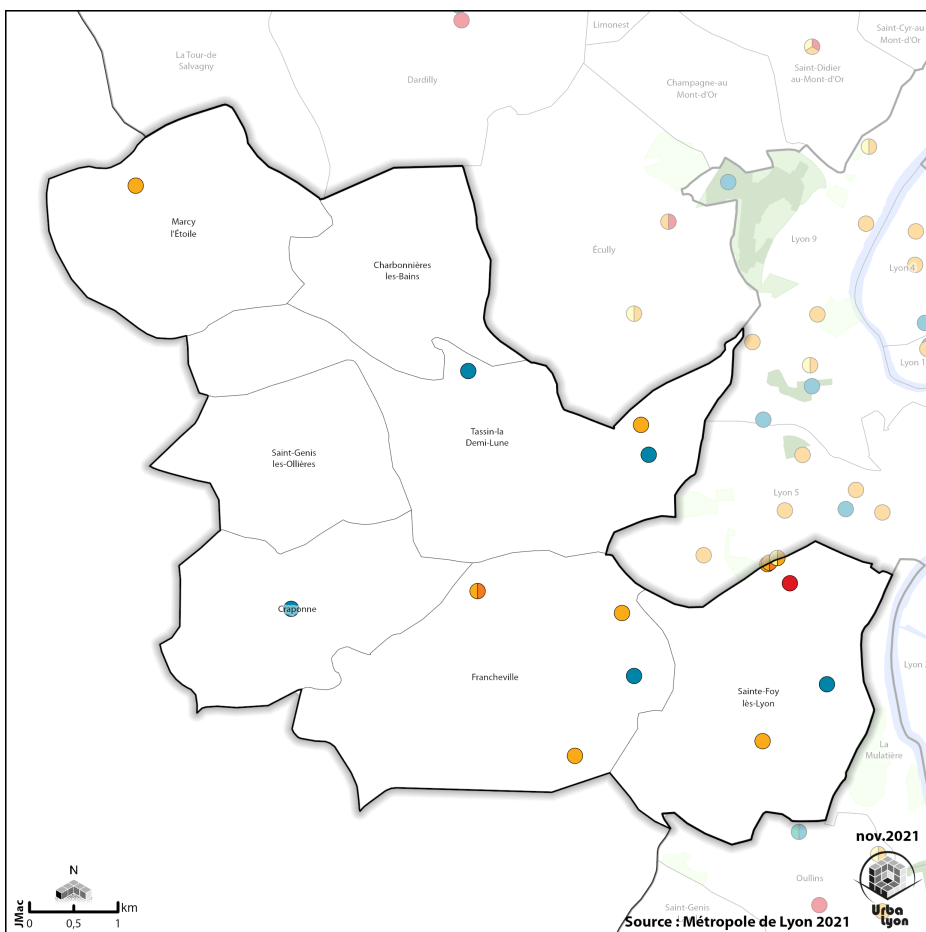 Limonest
Saint-Cyr-au
Mont-d'Or
La Tour-de
Salvagny
Dardilly
Champagne-au
Mont-d'Or
Saint-Didier
au-Mont-d'Or
Marcy
l'Étoile
Charbonnières
les-Bains
Écully
Lyon 9
Lyon 4
Lyon 1
Tassin-la
Demi-Lune
Saint-Genis
les-Ollières
Lyon 5
Craponne
Francheville
Sainte-Foy
lès-Lyon
Lyon 2
La
Mulatière
nov.2021
Oullins
Saint-Genis
N
JMac
km
0 0,5 1
Source : Métropole de Lyon 2021
Urba
Lyon